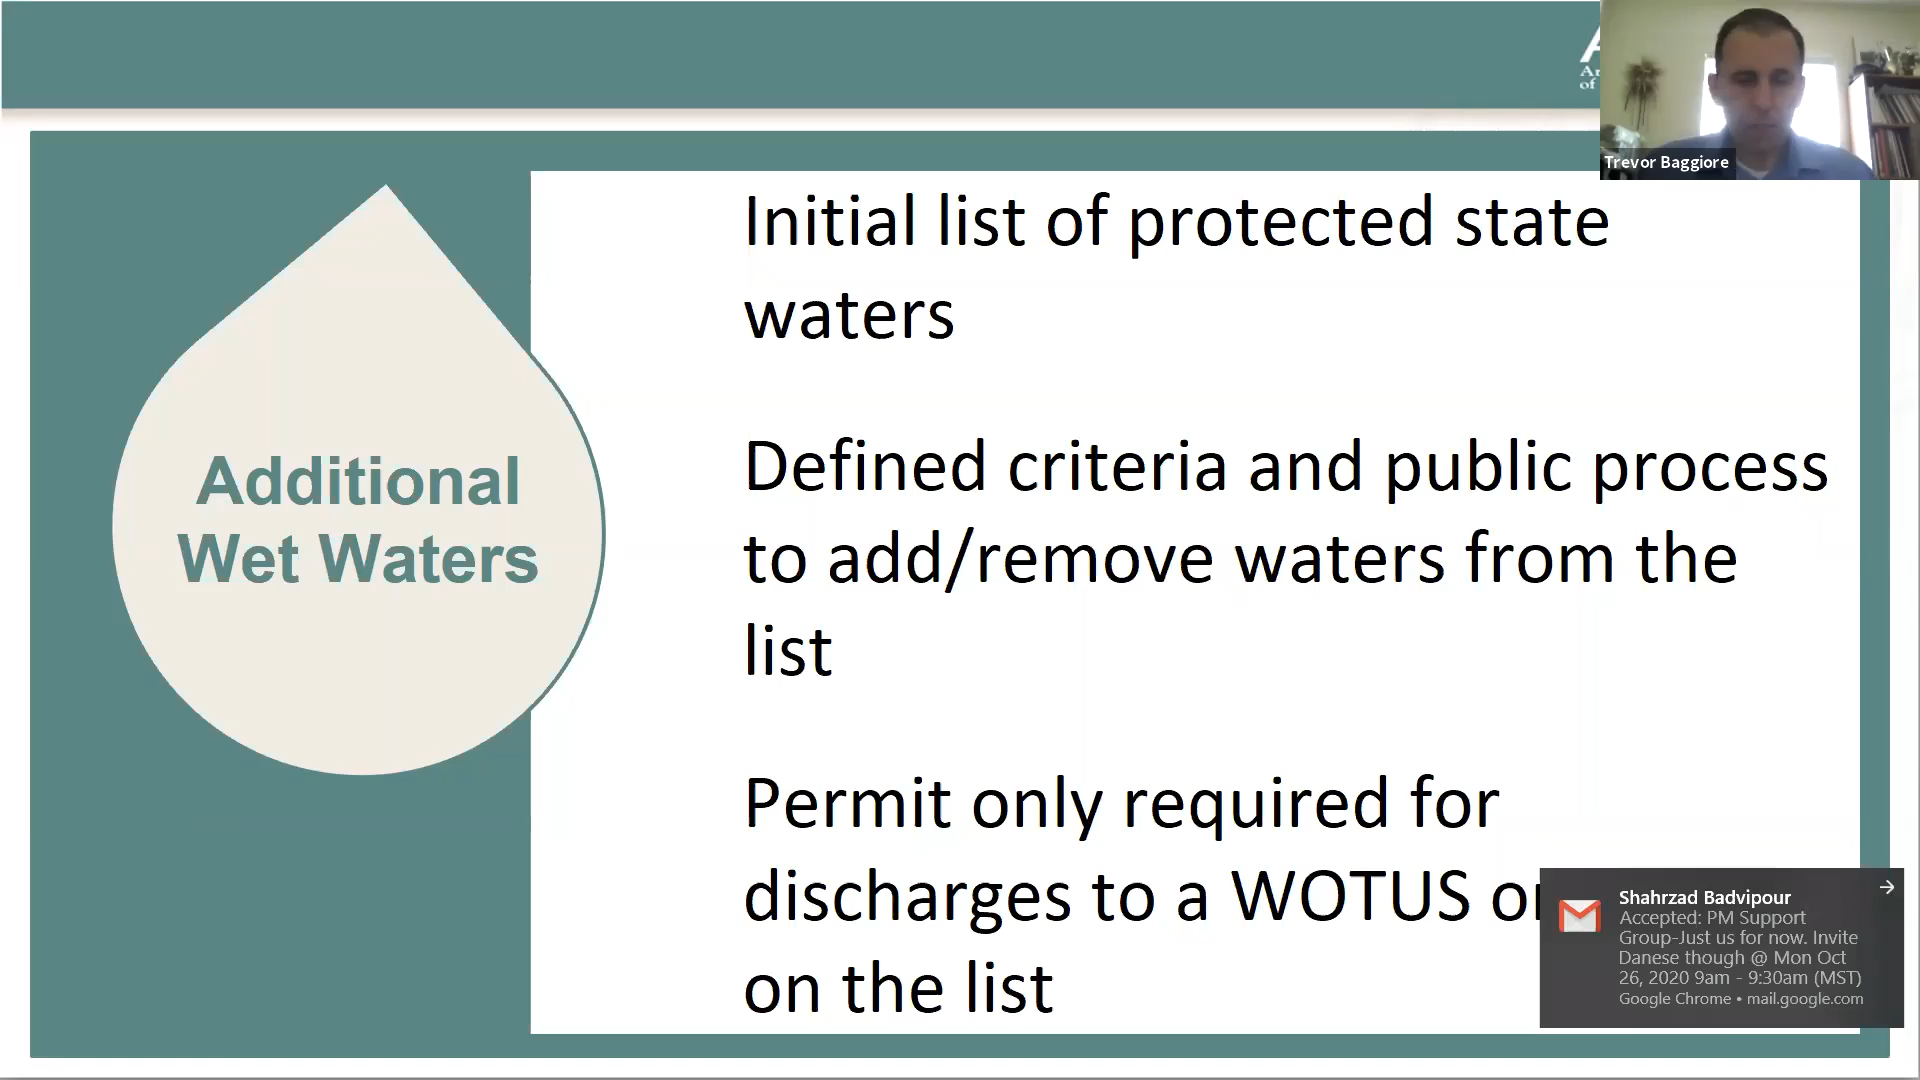 Trevor Baggiore
Additional
Wet Waters
Initial list of protected state
waters
Defined criteria and public process
to add/remove waters from the
list
Permit only required for
discharges to a WOTUS
on the list
Shahrzad Badvipour
Accepted: PM Support
Group-Just us for now. Invite
Danese though @ Mon Oct
26, 2020 9am - 9:30am (MST)
Google Chrome • mail.google.com